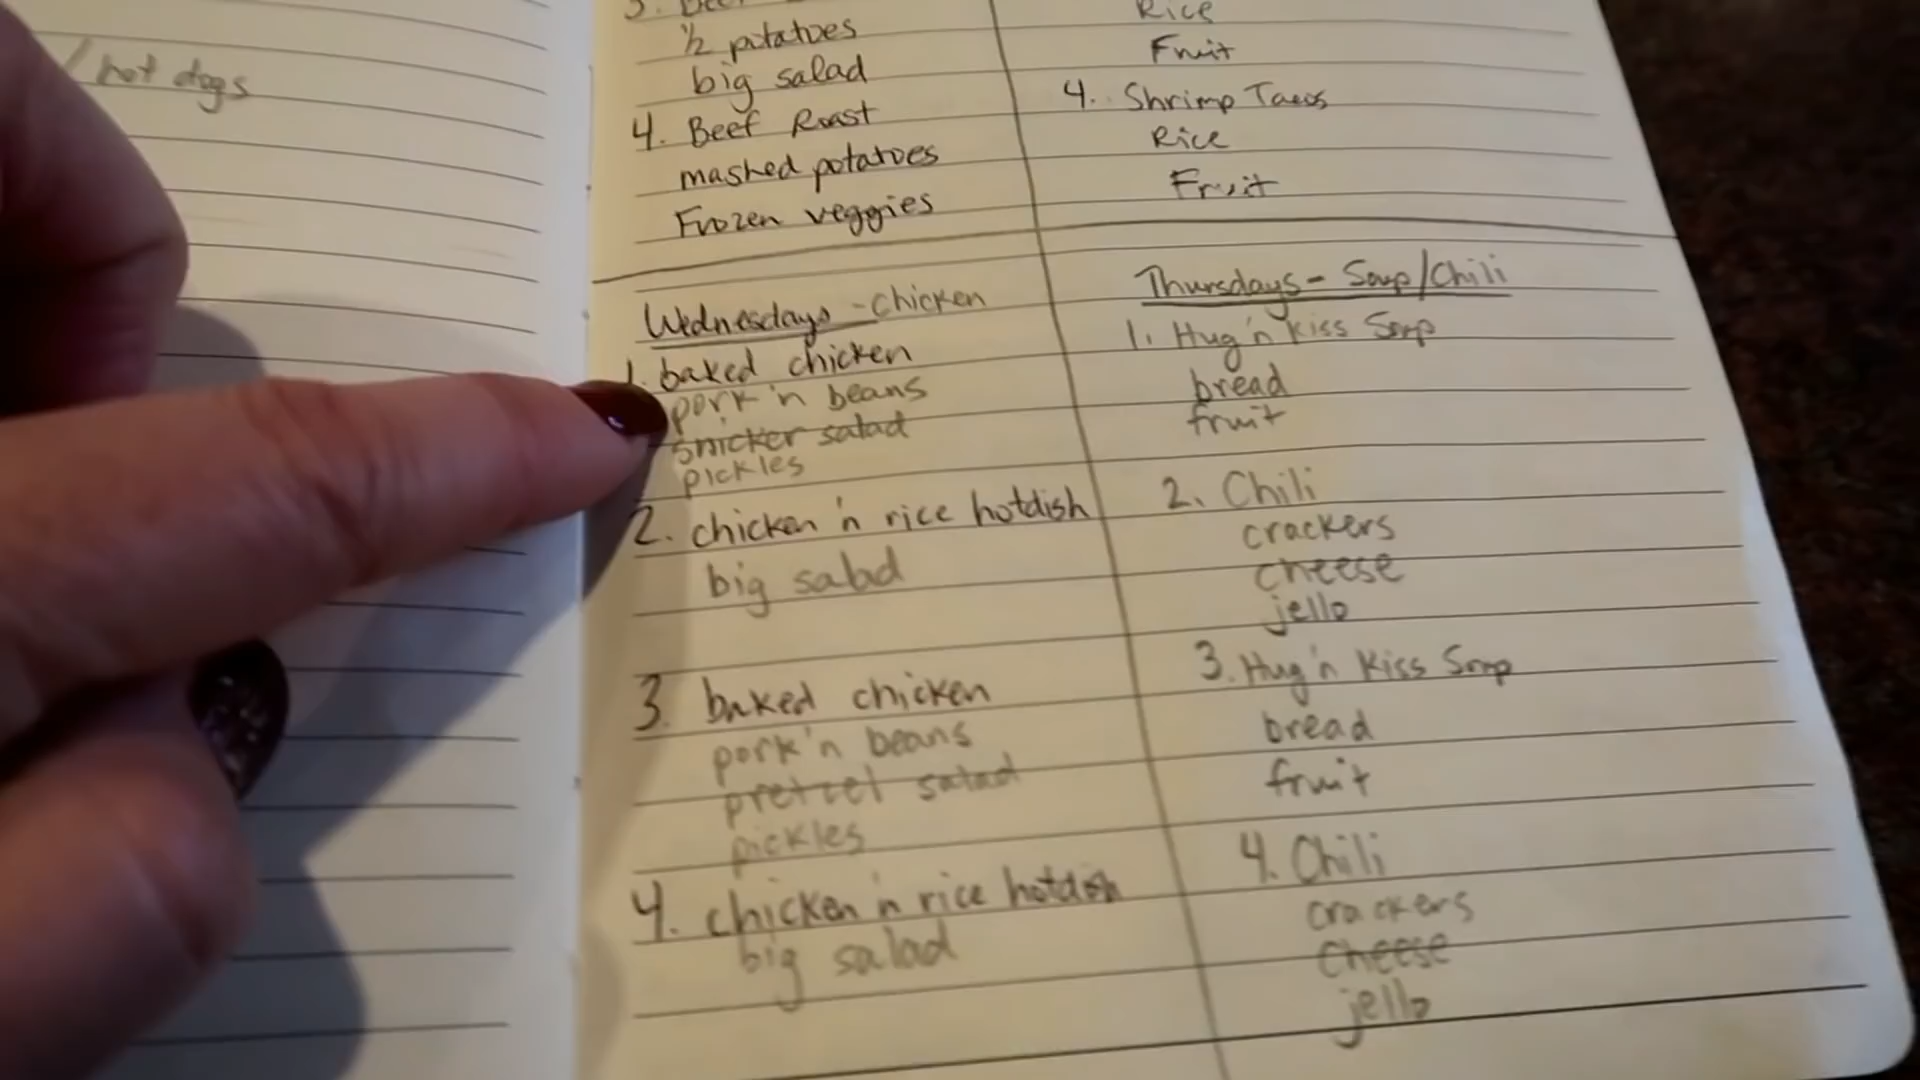 / hot dogs
3. Beef
½ potatoes
big salad
4. Beef Roast
mashed potatoes
Frozen veggies
Rice
Fruit
4. Shrimp Tacos
Rice
Fruit
Wednesdays - Chicken
1. baked chicken
pork 'n beans
snicker salad
pickles
2. chicken 'n rice hotdish
big salad
3. baked chicken
pork 'n beans
pretzel salad
pickles
4. chicken 'n rice hotdish
big salad
Thursdays - Soup/Chili
1. Hug 'n Kiss Soup
bread
fruit
2. Chili
crackers
cheese
jello
3. Hug 'n Kiss Soup
bread
fruit
4. Chili
crackers
cheese
jello